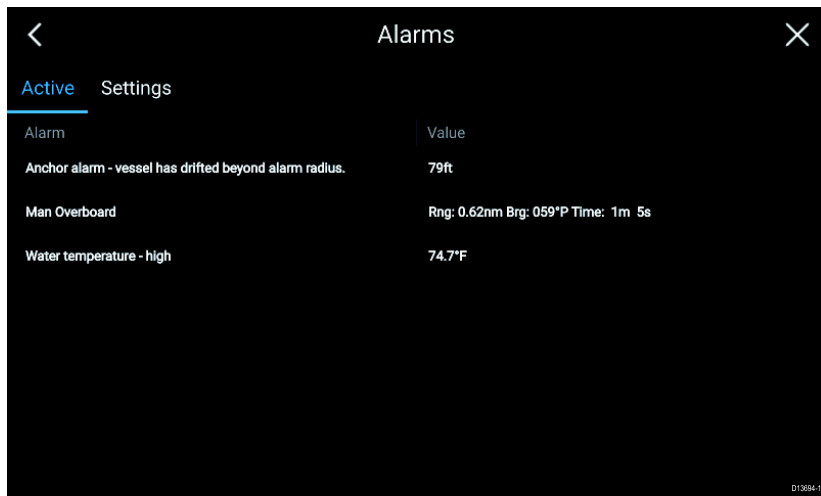 Alarms
Active Settings
Alarm Value
Anchor alarm - vessel has drifted beyond alarm radius. 79ft
Man Overboard Rng: 0.62nm Brg: 059°P Time: 1m 5s
Water temperature - high 74.7°F
D13694-1